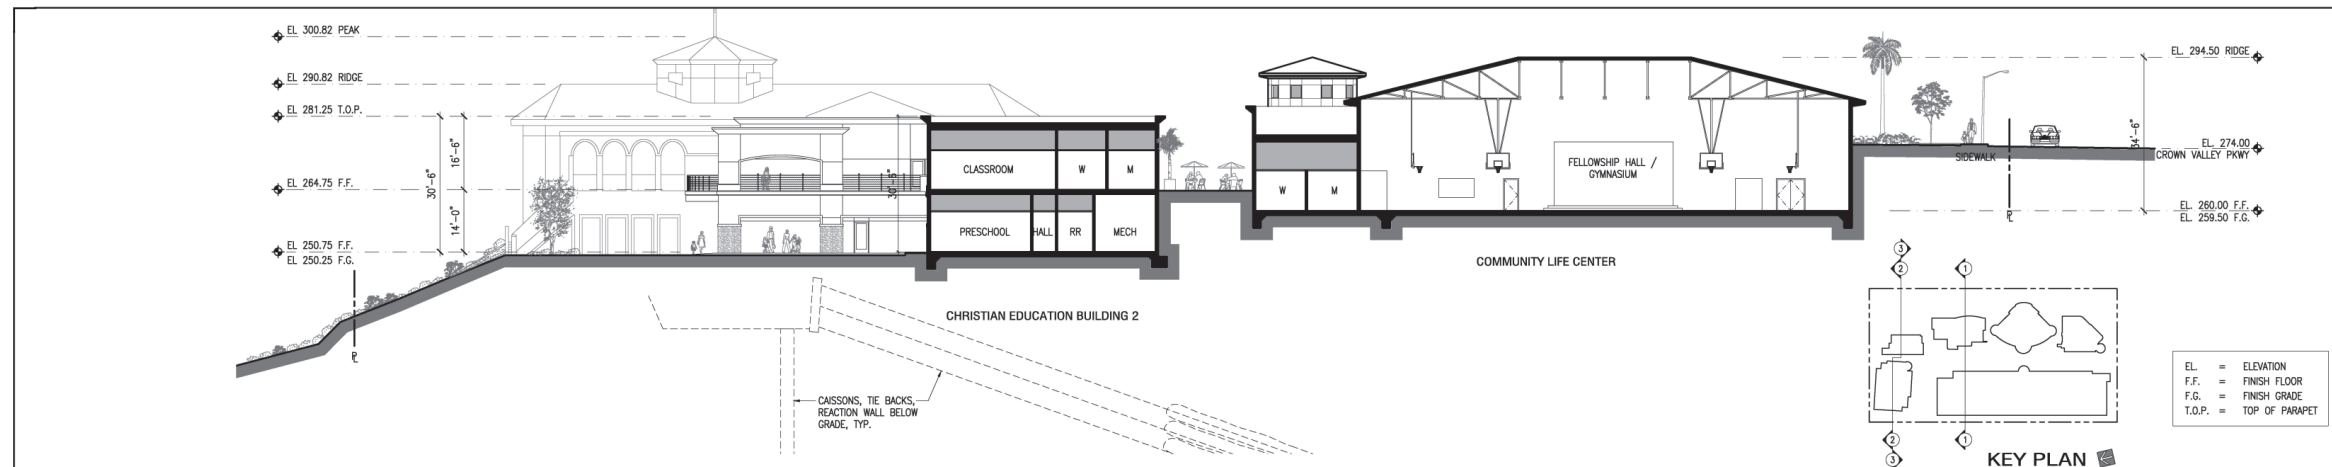 EL 300.82 PEAK
EL 290.82 RIDGE
EL 281.25 T.O.P.
16'-6"
30'-6"
EL 264.75 F.F.
14'-0"
EL 250.75 F.F.
EL 250.25 F.G.
30'-6"
CLASSROOM
W
M
PRESCHOOL
HALL
RR
MECH
W
M
FELLOWSHIP HALL /
GYMNASIUM
SIDEWALK
34'-6"
EL. 294.50 RIDGE
EL. 274.00
CROWN VALLEY PKWY
EL. 260.00 F.F.
EL. 259.50 F.G.
PL
PL
CHRISTIAN EDUCATION BUILDING 2
COMMUNITY LIFE CENTER
CAISSONS, TIE BACKS,
REACTION WALL BELOW
GRADE, TYP.
3
2
1
2
3
1
KEY PLAN
EL. = ELEVATION
F.F. = FINISH FLOOR
F.G. = FINISH GRADE
T.O.P. = TOP OF PARAPET